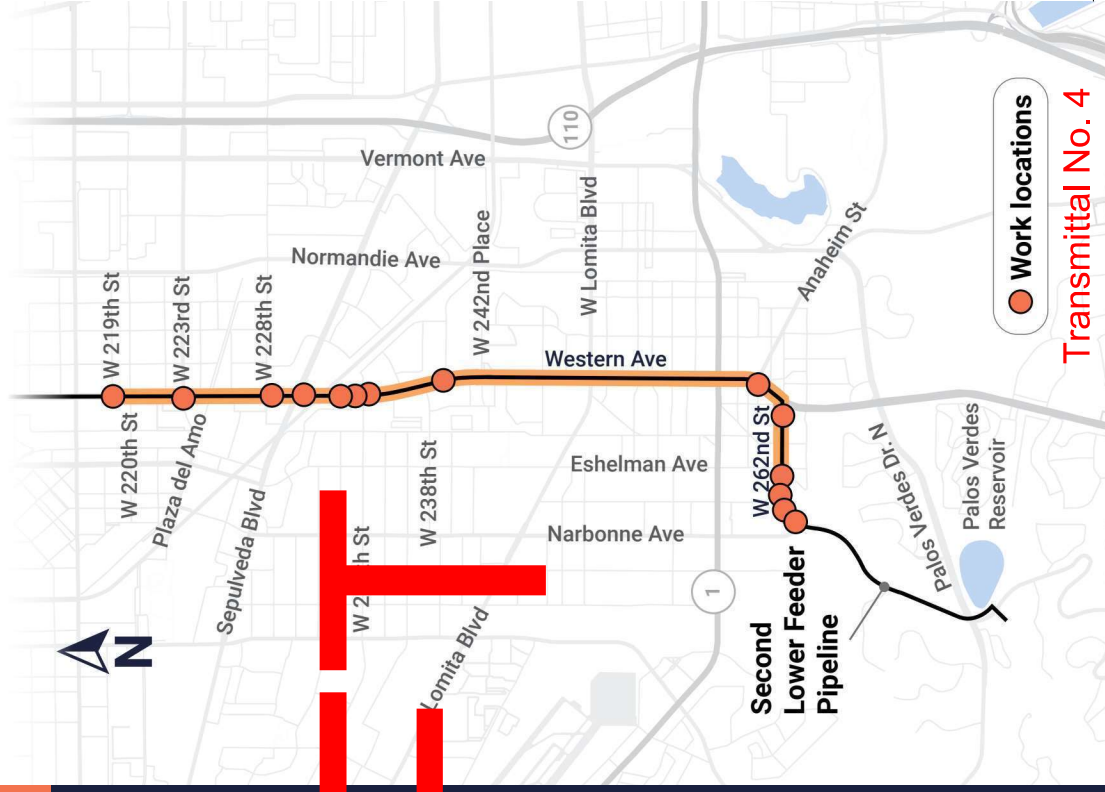 Vermont Ave
110
Normandie Ave
W 242nd Place
W Lomita Blvd
W 219th St
W 223rd St
W 228th St
Western Ave
Anaheim St
W 220th St
Plaza del Amo
Sepulveda Blvd
W 238th St
Eshelman Ave
W 262nd St
Narbonne Ave
Palos Verdes Dr. N
Palos Verdes
Reservoir
Lomita Blvd
1
Second
Lower Feeder
Pipeline
N
Work locations
Transmittal No. 4